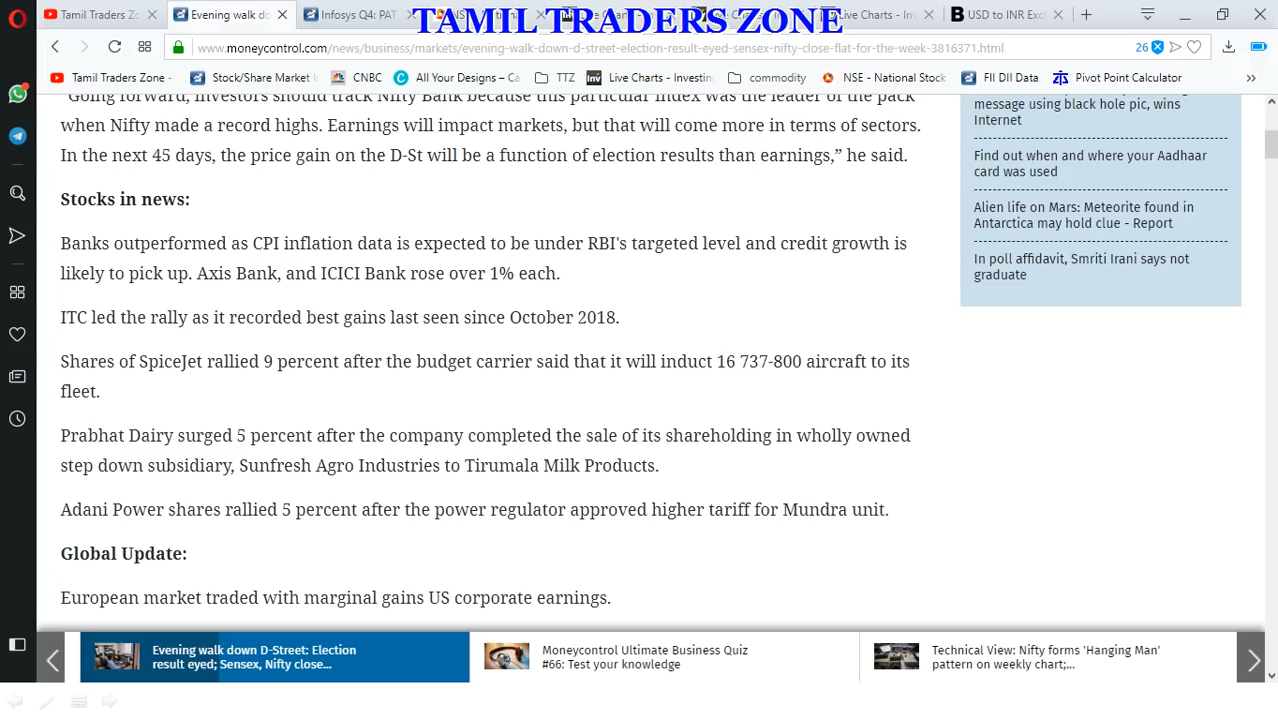 TAMIL TRADERS ZONE
Tamil Traders Z
Evening walk do
Infosys Q4: PAT
Live Charts - Inv
USD to INR Exc
www.moneycontrol.com/news/business/markets/evening-walk-down-d-street-election-result-eyed-sensex-nifty-close-flat-for-the-week-3816371.html
26
Tamil Traders Zone -
Stock/Share Market I
CNBC
All Your Designs – Ca
TTZ
Live Charts - Investing
commodity
NSE - National Stock
FII DII Data
Pivot Point Calculator
"Going forward, investors should track Nifty Bank because this particular index was the leader of the pack
when Nifty made a record highs. Earnings will impact markets, but that will come more in terms of sectors.
In the next 45 days, the price gain on the D-St will be a function of election results than earnings,” he said.
Stocks in news:
Banks outperformed as CPI inflation data is expected to be under RBI's targeted level and credit growth is
likely to pick up. Axis Bank, and ICICI Bank rose over 1% each.
ITC led the rally as it recorded best gains last seen since October 2018.
Shares of SpiceJet rallied 9 percent after the budget carrier said that it will induct 16 737-800 aircraft to its
fleet.
Prabhat Dairy surged 5 percent after the company completed the sale of its shareholding in wholly owned
step down subsidiary, Sunfresh Agro Industries to Tirumala Milk Products.
Adani Power shares rallied 5 percent after the power regulator approved higher tariff for Mundra unit.
Global Update:
European market traded with marginal gains US corporate earnings.
message using black hole pic, wins
Internet
Find out when and where your Aadhaar
card was used
Alien life on Mars: Meteorite found in
Antarctica may hold clue - Report
In poll affidavit, Smriti Irani says not
graduate
Evening walk down D-Street: Election
result eyed; Sensex, Nifty close...
Moneycontrol Ultimate Business Quiz
#66: Test your knowledge
Technical View: Nifty forms 'Hanging Man'
pattern on weekly chart;...